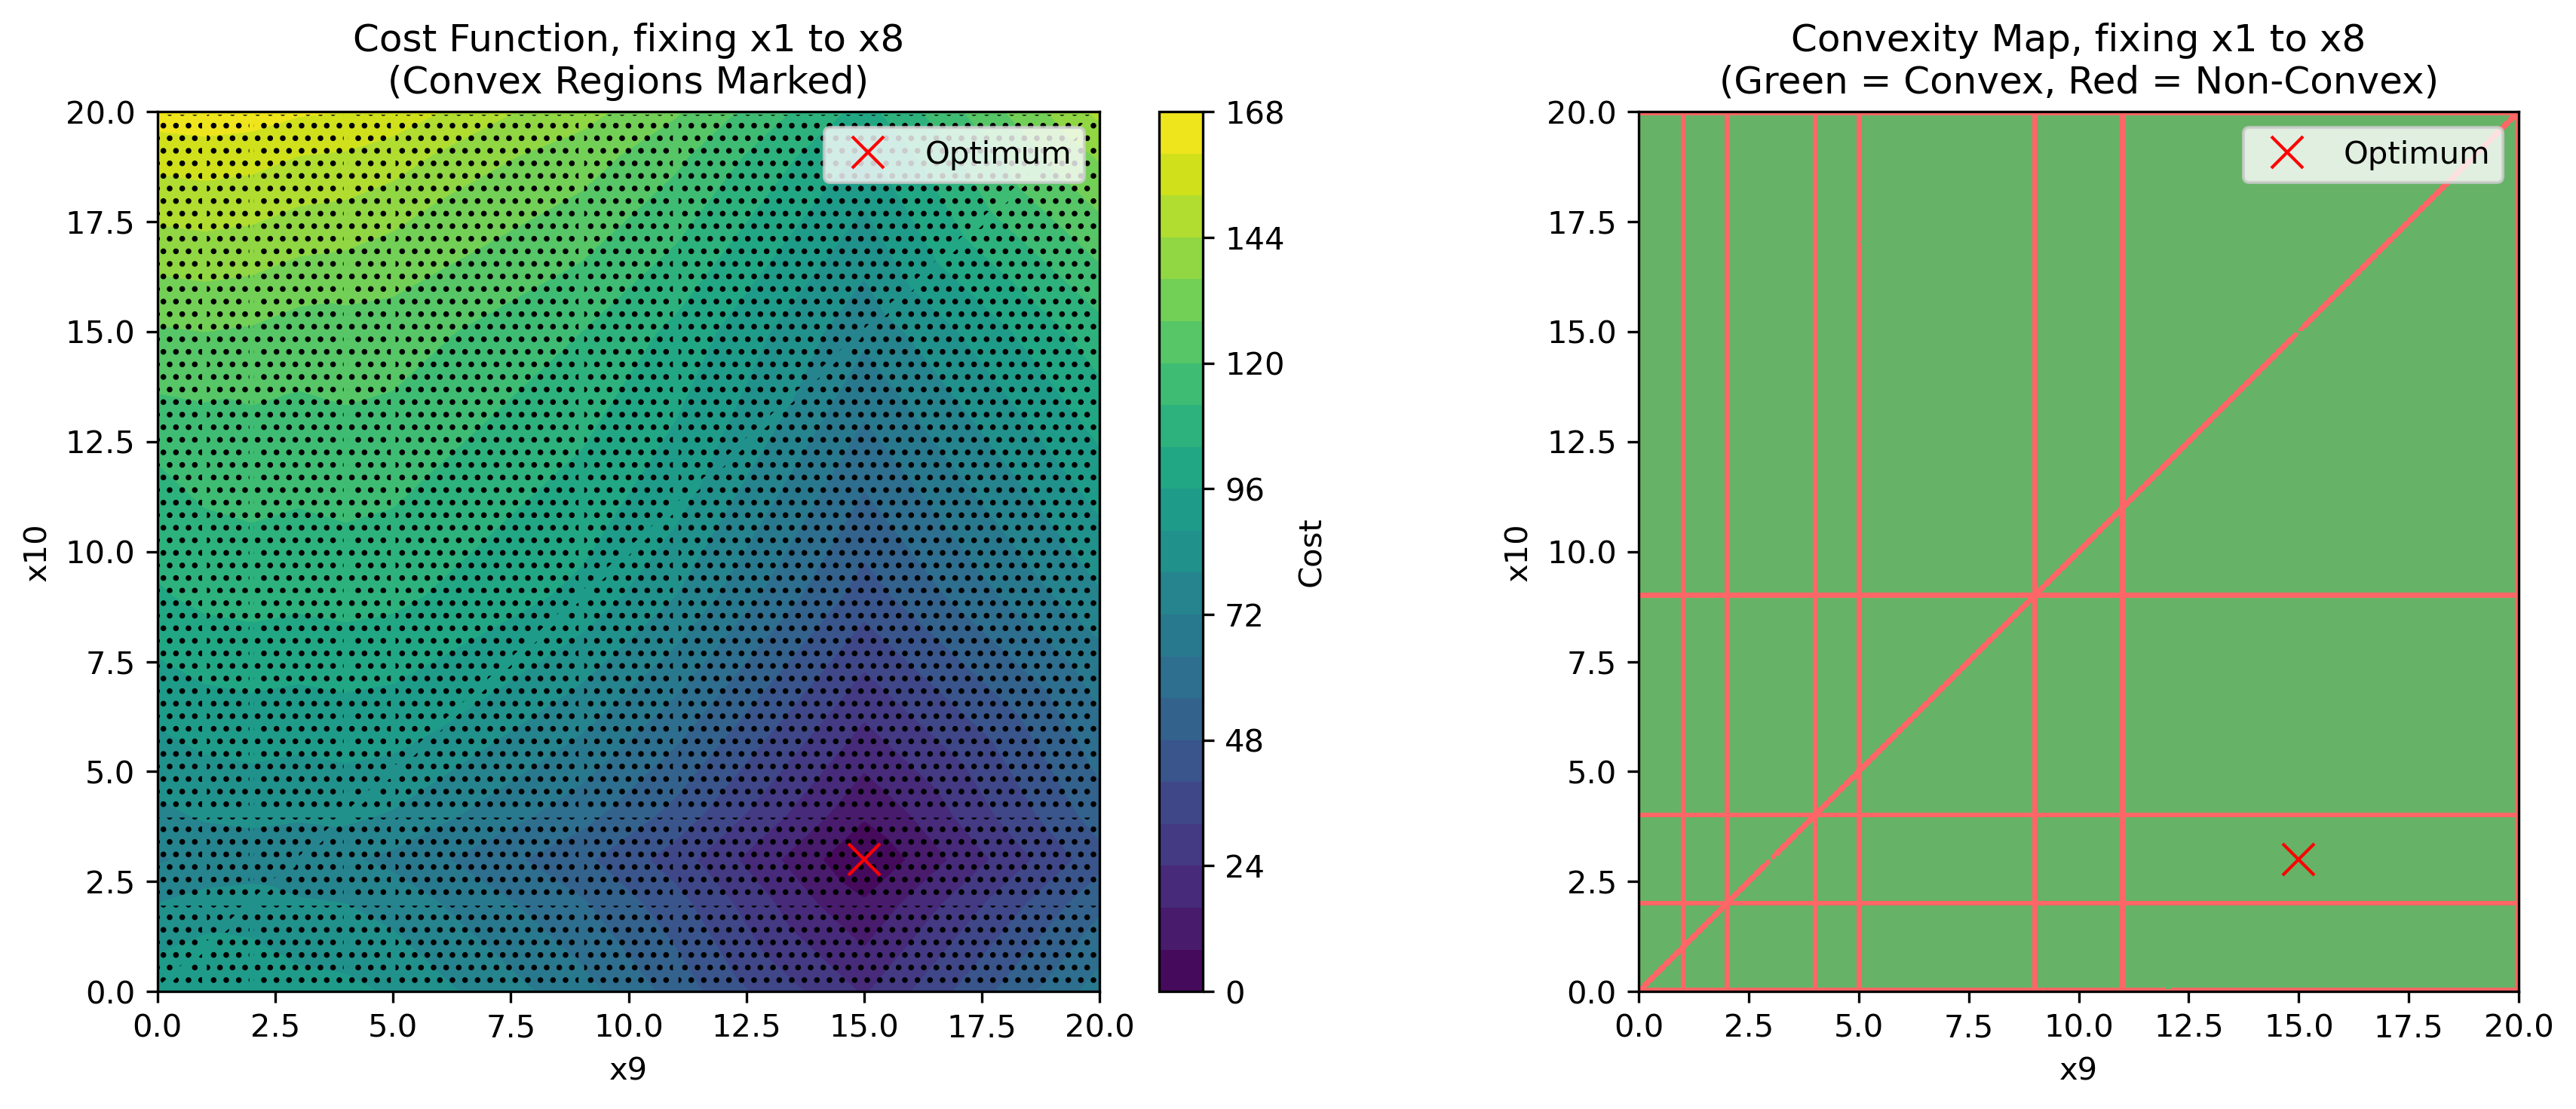 Cost Function, fixing x1 to x8
(Convex Regions Marked)
20.0
17.5
15.0
12.5
10.0
7.5
5.0
2.5
0.0
x10
0.0 2.5 5.0 7.5 10.0 12.5 15.0 17.5 20.0
x9
Optimum
168
144
120
96
72
48
24
0
Cost
Convexity Map, fixing x1 to x8
(Green = Convex, Red = Non-Convex)
20.0
17.5
15.0
12.5
10.0
7.5
5.0
2.5
0.0
x10
0.0 2.5 5.0 7.5 10.0 12.5 15.0 17.5 20.0
x9
Optimum